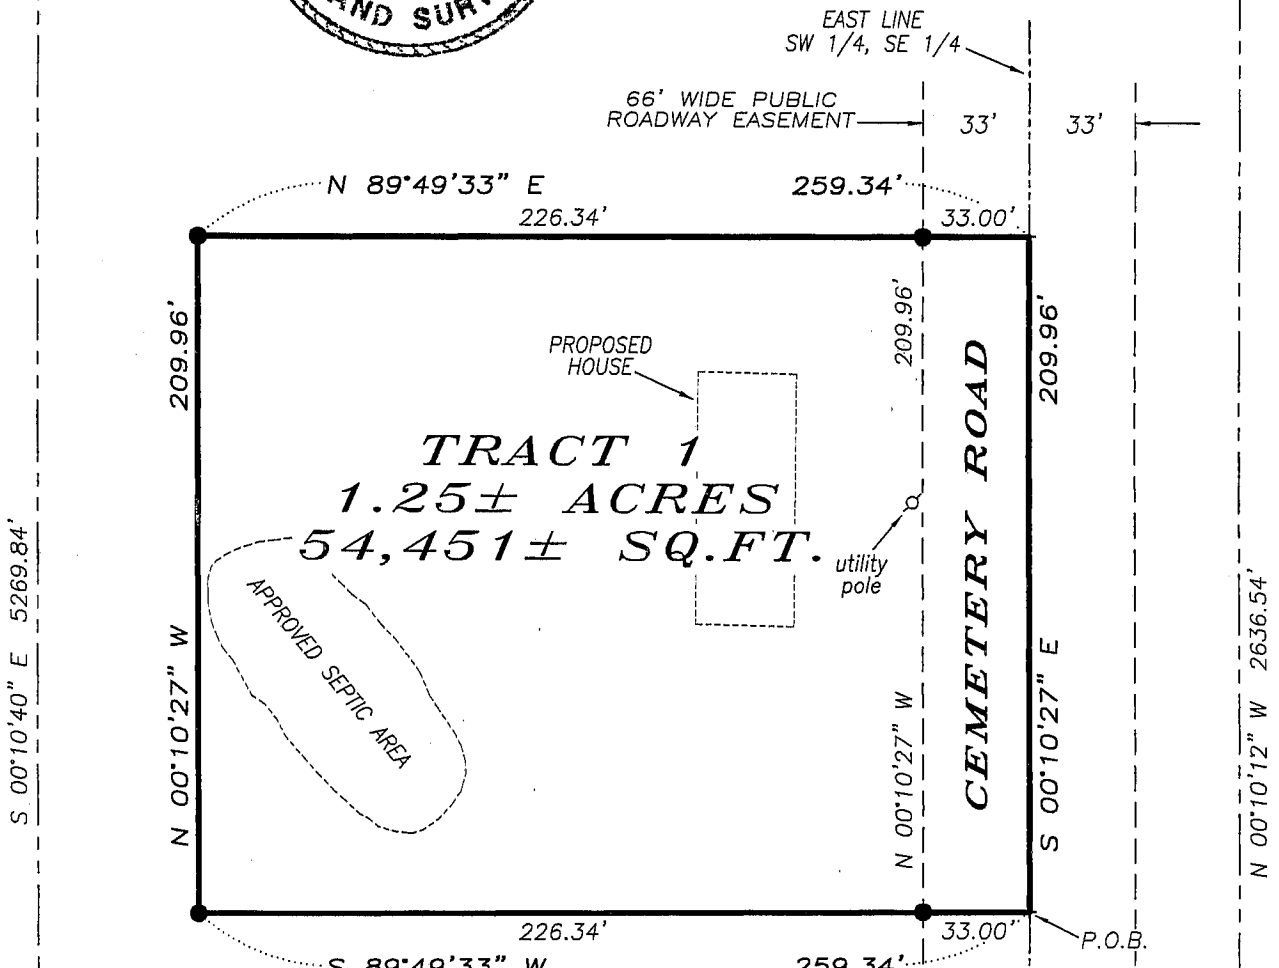 AND SURV
EAST LINE
SW 1/4, SE 1/4
66' WIDE PUBLIC
ROADWAY EASEMENT
33'
33'
N 89°49'33" E
259.34'
226.34'
33.00'
209.96'
209.96'
209.96'
PROPOSED
HOUSE
TRACT 1
1.25± ACRES
54,451± SQ.FT.
utility
pole
CEMETERY ROAD
APPROVED SEPTIC AREA
S 00°10'40" E 5269.84'
N 00°10'27" W
N 00°10'27" W
S 00°10'27" E
N 00°10'12" W 2636.54'
226.34'
33.00'
P.O.B.
S 89°49'33" W
259.34'